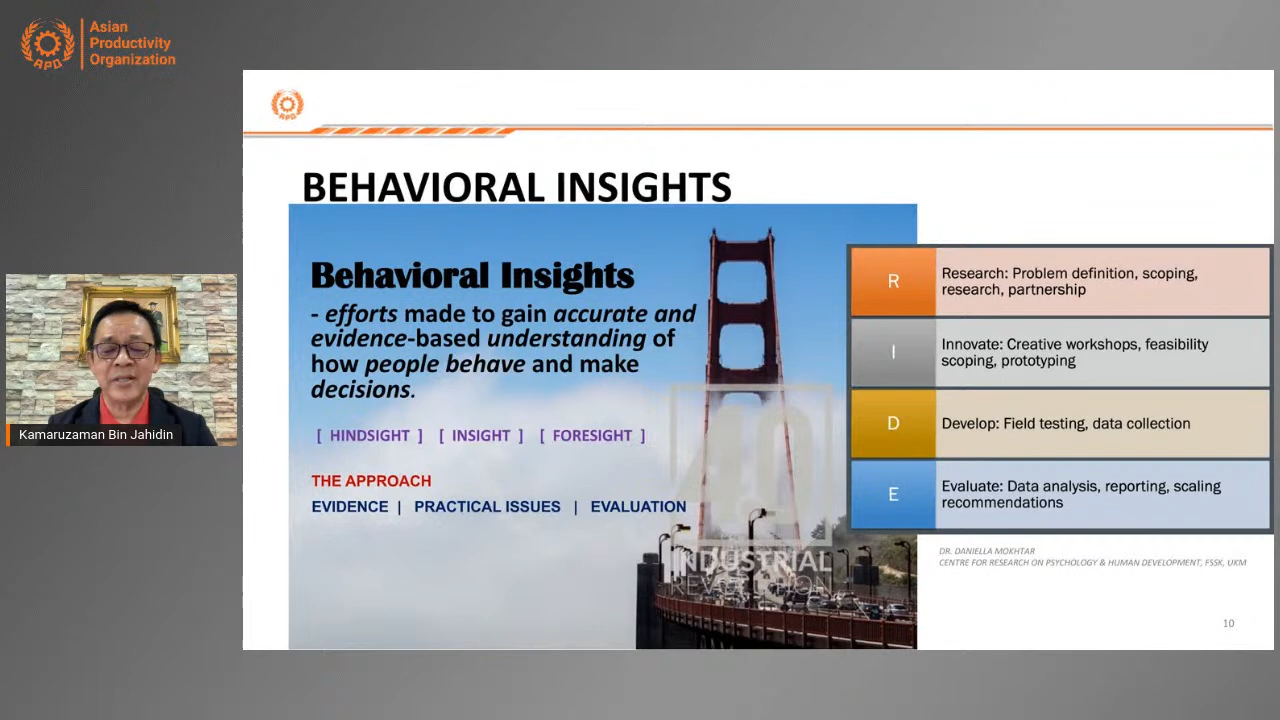 Asian
Productivity
Organization
APO
APO
BEHAVIORAL INSIGHTS
Behavioral Insights
- efforts made to gain accurate and
evidence-based understanding of
how people behave and make
decisions.
[ HINDSIGHT ] [ INSIGHT ] [ FORESIGHT ]
THE APPROACH
EVIDENCE | PRACTICAL ISSUES | EVALUATION
4.0
INDUSTRIAL
REVOLUTION
R
Research: Problem definition, scoping,
research, partnership
I
Innovate: Creative workshops, feasibility
scoping, prototyping
D
Develop: Field testing, data collection
E
Evaluate: Data analysis, reporting, scaling
recommendations
DR. DANIELLA MOKHTAR
CENTRE FOR RESEARCH ON PSYCHOLOGY & HUMAN DEVELOPMENT, FSSK, UKM
10
Kamaruzaman Bin Jahidin